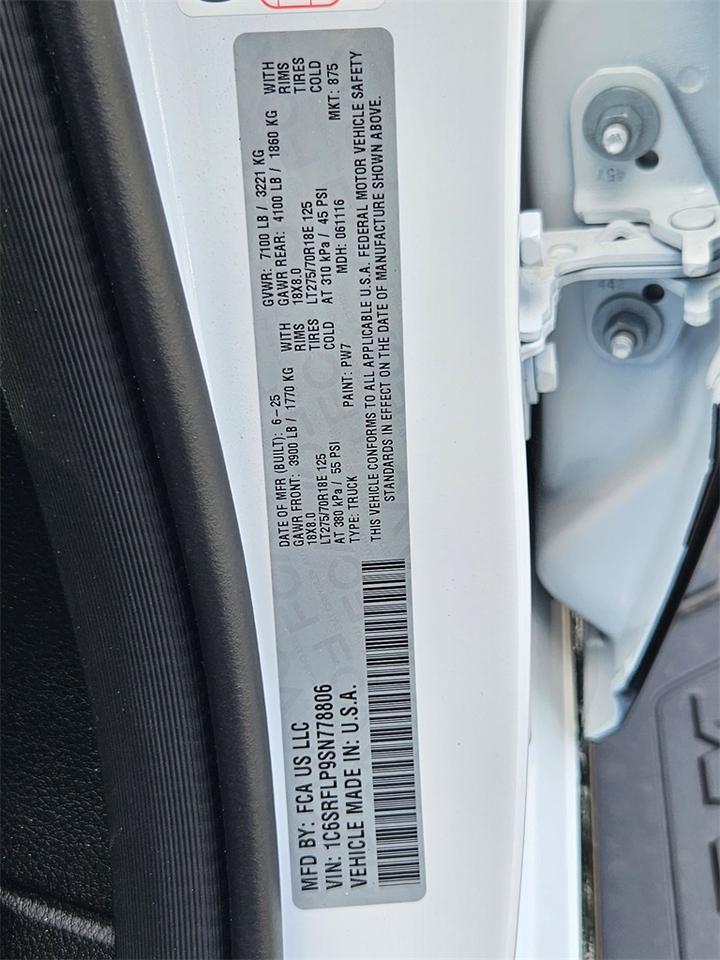 MFD BY: FCA US LLC
VIN: 1C6SRFLP9SN778806
VEHICLE MADE IN: U.S.A.
DATE OF MFR (BUILT): 6-25
GVWR: 7100 LB / 3221 KG
GAWR FRONT: 3900 LB / 1770 KG WITH
18X8.0 RIMS
LT275/70R18E 125 TIRES
AT 380 kPa / 55 PSI COLD
GAWR REAR: 4100 LB / 1860 KG WITH
18X8.0 RIMS
LT275/70R18E 125 TIRES
AT 310 kPa / 45 PSI COLD
TYPE: TRUCK PAINT: PW7 MDH: 061116 MKT: 875
THIS VEHICLE CONFORMS TO ALL APPLICABLE U.S.A. FEDERAL MOTOR VEHICLE SAFETY
STANDARDS IN EFFECT ON THE DATE OF MANUFACTURE SHOWN ABOVE.
457